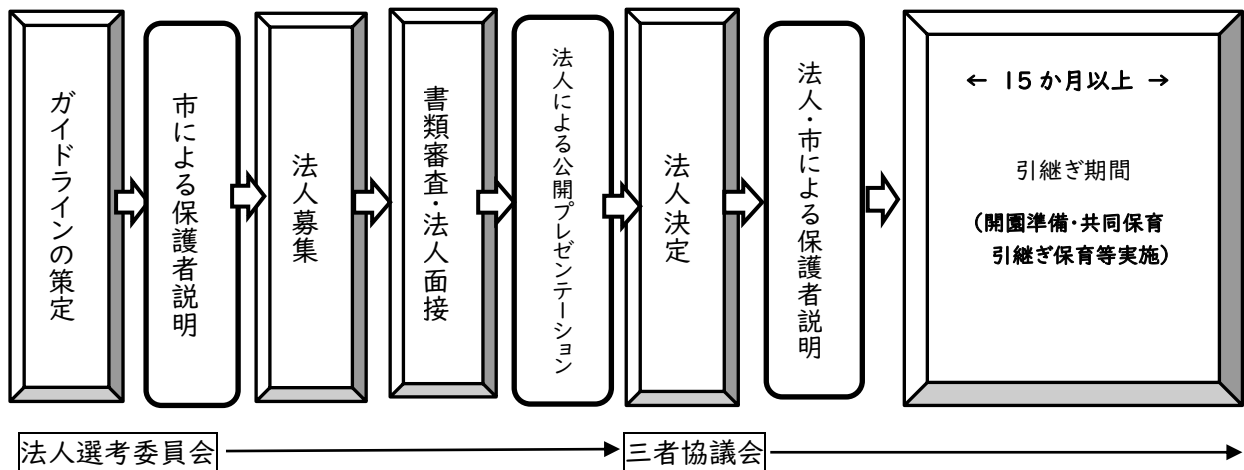 ガイドラインの策定
市による保護者説明
法人募集
書類審査・法人面接
法人による公開プレゼンテーション
法人決定
法人・市による保護者説明
← 15か月以上 →
引継ぎ期間
(開園準備・共同保育
引継ぎ保育等実施)
法人選考委員会
三者協議会